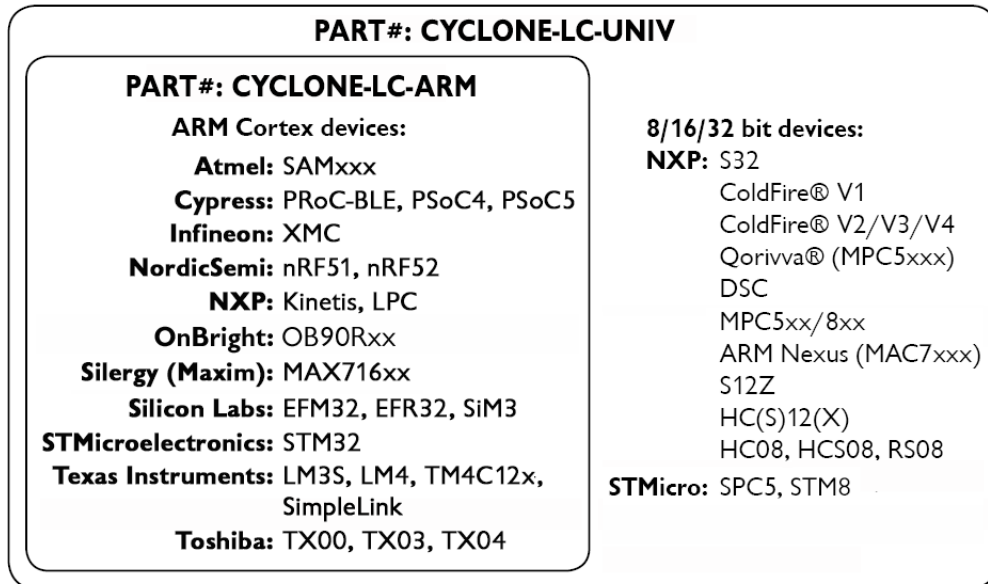 PART#: CYCLONE-LC-UNIV
PART#: CYCLONE-LC-ARM
ARM Cortex devices:
Atmel: SAMxxx
Cypress: PRoC-BLE, PSoC4, PSoC5
Infineon: XMC
NordicSemi: nRF51, nRF52
NXP: Kinetis, LPC
OnBright: OB90Rxx
Silergy (Maxim): MAX716xx
Silicon Labs: EFM32, EFR32, SiM3
STMicroelectronics: STM32
Texas Instruments: LM3S, LM4, TM4C12x,
SimpleLink
Toshiba: TX00, TX03, TX04
8/16/32 bit devices:
NXP: S32
ColdFire® V1
ColdFire® V2/V3/V4
Qorivva® (MPC5xxx)
DSC
MPC5xx/8xx
ARM Nexus (MAC7xxx)
S12Z
HC(S)12(X)
HC08, HCS08, RS08
STMicro: SPC5, STM8